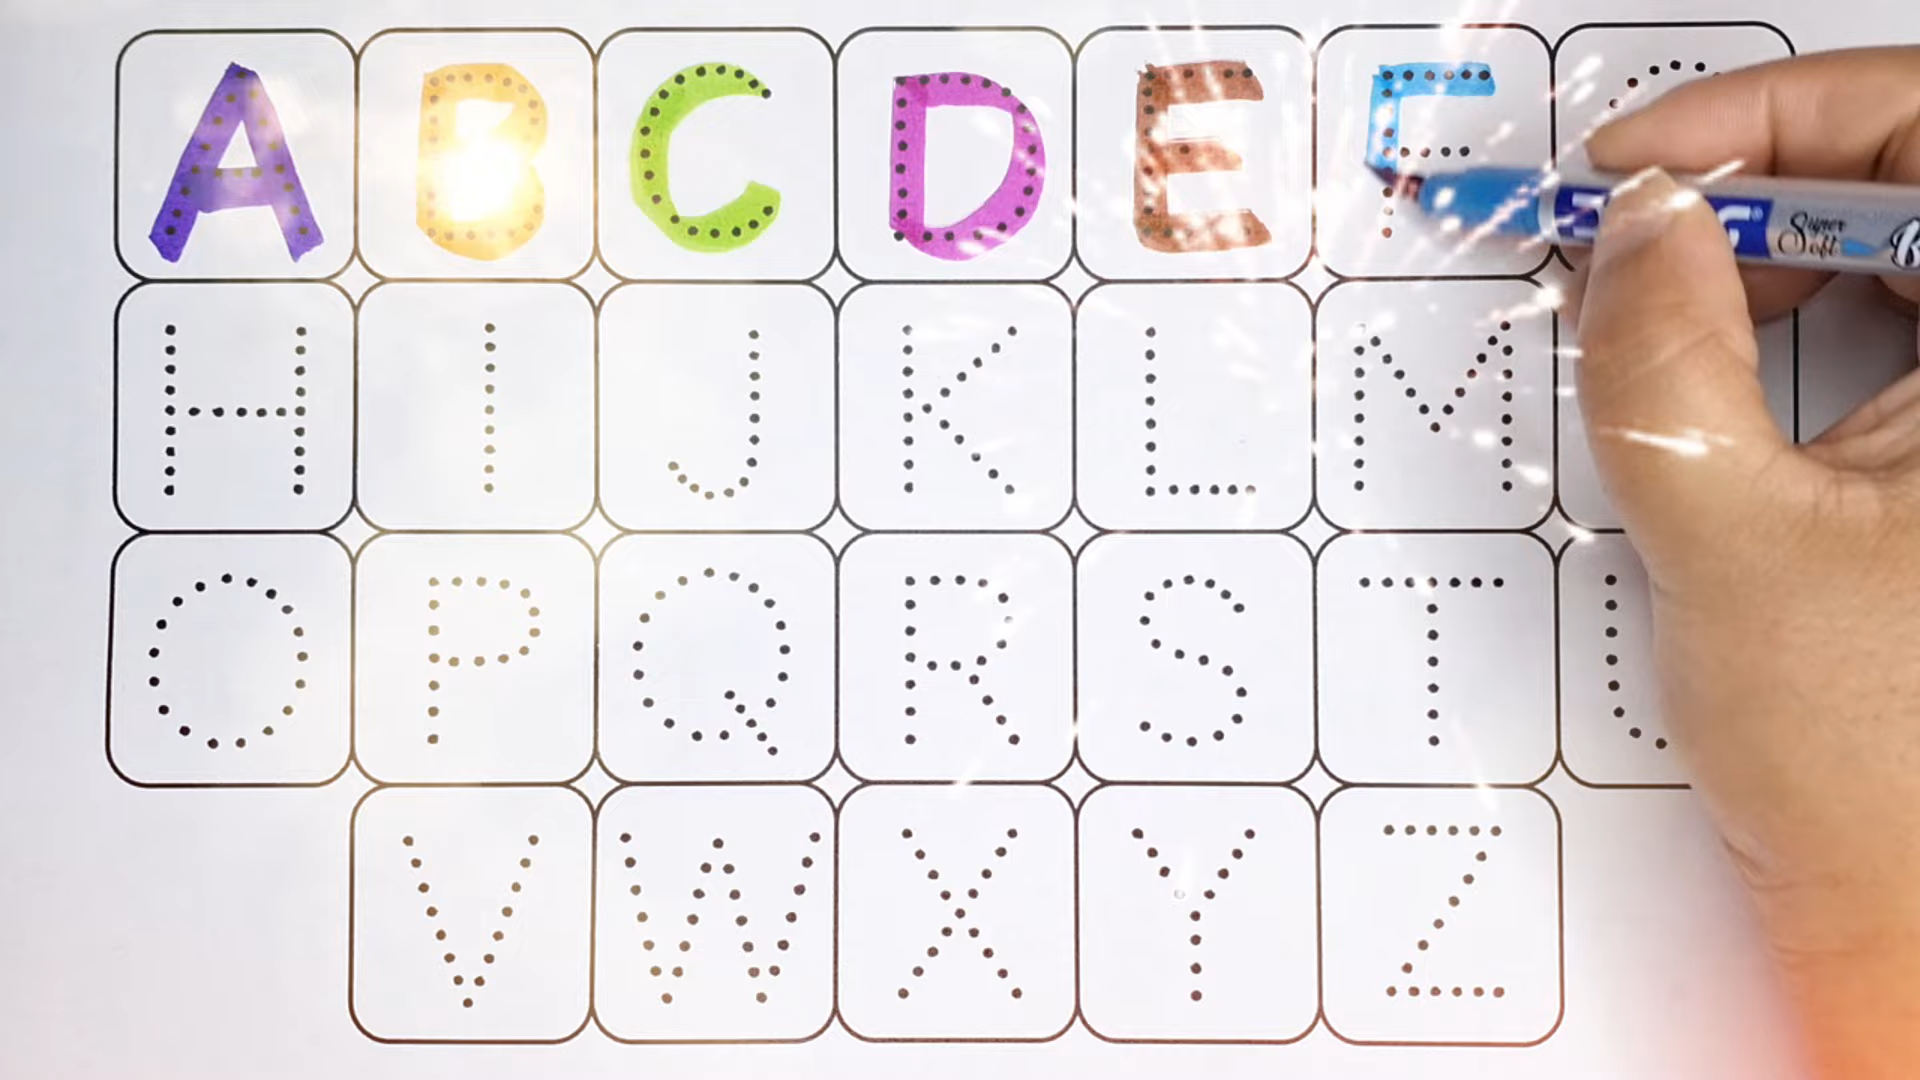 A B C D E F
H I J K L M
O P Q R S T U
V W X Y Z
Super
Soft